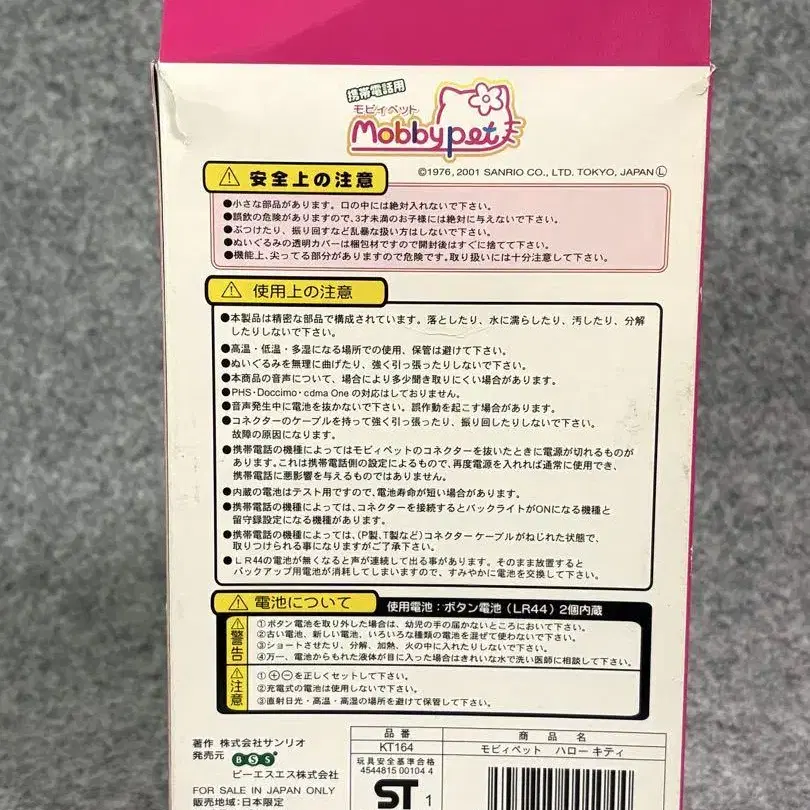 携帯電話用
モビィペット
Mobbypet
©1976, 2001 SANRIO CO., LTD. TOKYO, JAPAN Ⓛ
⚠ 安全上の注意
●小さな部品があります。口の中には絶対入れないで下さい。
●誤飲の危険がありますので、3才未満のお子様には絶対に与えないで下さい。
●ぶつけたり、振り回すなど乱暴な扱い方はしないで下さい。
●ぬいぐるみの透明カバーは梱包材ですので開封後はすぐに捨てて下さい。
●機能上、尖ってる部分がありますので危険です。取り扱いには十分注意して下さい。
⚠ 使用上の注意
●本製品は精密な部品で構成されています。落としたり、水に濡らしたり、汚したり、分解
したりしないで下さい。
●高温・低温・多湿になる場所での使用、保管は避けて下さい。
●ぬいぐるみを無理に曲げたり、強く引っ張ったりしないで下さい。
●本商品の音声について、場合により多少聞き取りにくい場合があります。
●PHS・Doccimo・cdma One の対応はしておりません。
●音声発生中に電池を抜かないで下さい。誤作動を起こす場合があります。
●コネクターのケーブルを持って強く引っ張ったり、振り回したりしないで下さい。
故障の原因になります。
●携帯電話の機種によってはモビィペットのコネクターを抜いたときに電源が切れるものが
あります。これは携帯電話側の設定によるもので、再度電源を入れれば通常に使用でき、
携帯電話に悪影響を与えるものではありません。
●内蔵の電池はテスト用ですので、電池寿命が短い場合があります。
●携帯電話の機種によっては、コネクターを接続するとバックライトがONになる機種と
留守録設定になる機種があります。
●携帯電話の機種によっては、(P製、T製など)コネクターケーブルがねじれた状態で、
取りつけられる事になりますがご了承下さい。
●LR44の電池が無くなると声が連続して出る事があります。そのまま放置すると
バックアップ用電池が消耗してしまいますので、すみやかに電池を交換して下さい。
⚠ 電池について
使用電池:ボタン電池(LR44)2個内蔵
⚠警告
①ボタン電池を取り外した場合は、幼児の手の届かないところにおいて下さい。
②古い電池、新しい電池、いろいろな種類の電池を混ぜて使わないで下さい。
③ショートさせたり、分解、加熱、火の中に入れたりしないで下さい。
④万一、電池からもれた液体が目に入った場合はきれいな水で洗い医師に相談して下さい。
⚠注意
①⊕⊖を正しくセットして下さい。
②充電式の電池は使用しないで下さい。
③直射日光・高温・高湿の場所を避けて保管して下さい。
著作 株式会社サンリオ
発売元 BSS
ビーエスエス株式会社
FOR SALE IN JAPAN ONLY
販売地域:日本限定
品番
KT164
商品名
モビィペット ハローキティ
玩具安全基準合格
4544815 00104 4
ST 1